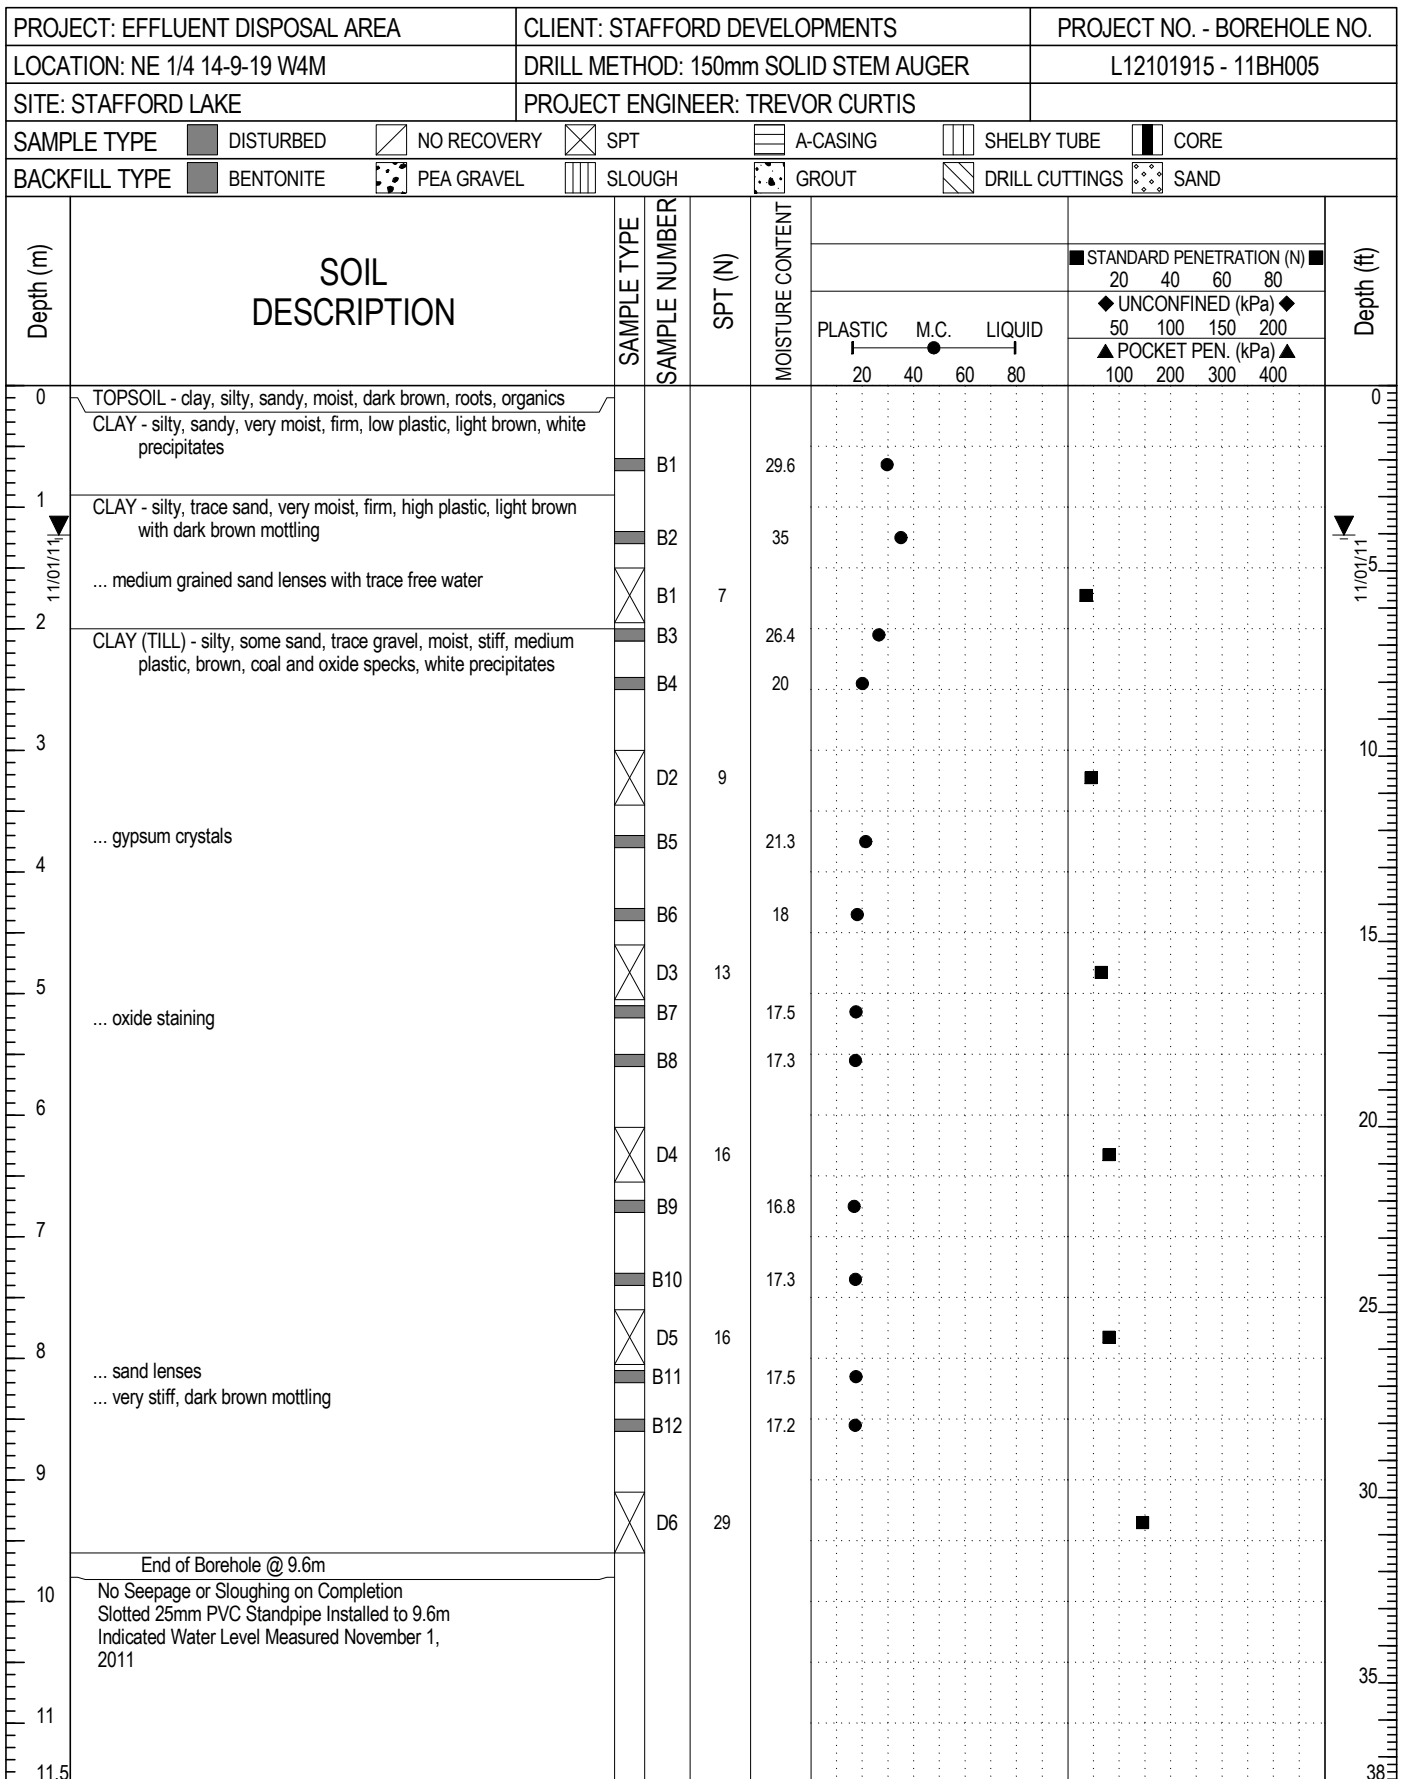 PROJECT: EFFLUENT DISPOSAL AREA CLIENT: STAFFORD DEVELOPMENTS PROJECT NO. - BOREHOLE NO.
LOCATION: NE 1/4 14-9-19 W4M DRILL METHOD: 150mm SOLID STEM AUGER L12101915 - 11BH005
SITE: STAFFORD LAKE PROJECT ENGINEER: TREVOR CURTIS
SAMPLE TYPE DISTURBED NO RECOVERY SPT A-CASING SHELBY TUBE CORE
BACKFILL TYPE BENTONITE PEA GRAVEL SLOUGH GROUT DRILL CUTTINGS SAND
Depth (m)
SOIL
DESCRIPTION
SAMPLE TYPE
SAMPLE NUMBER
SPT (N)
MOISTURE CONTENT
PLASTIC M.C. LIQUID
20 40 60 80
STANDARD PENETRATION (N)
20 40 60 80
UNCONFINED (kPa)
50 100 150 200
POCKET PEN. (kPa)
100 200 300 400
Depth (ft)
0 TOPSOIL - clay, silty, sandy, moist, dark brown, roots, organics 0
CLAY - silty, sandy, very moist, firm, low plastic, light brown, white
precipitates
B1 29.6
1 CLAY - silty, trace sand, very moist, firm, high plastic, light brown
with dark brown mottling
B2 35
11/01/11 11/01/11
5
... medium grained sand lenses with trace free water
B1 7
2
CLAY (TILL) - silty, some sand, trace gravel, moist, stiff, medium B3 26.4
plastic, brown, coal and oxide specks, white precipitates
B4 20
3 10
D2 9
... gypsum crystals B5 21.3
4
B6 18
15
D3 13
5
... oxide staining B7 17.5
B8 17.3
6
20
D4 16
B9 16.8
7
B10 17.3
25
D5 16
8
... sand lenses B11 17.5
... very stiff, dark brown mottling
B12 17.2
9
30
D6 29
End of Borehole @ 9.6m
10 No Seepage or Sloughing on Completion
Slotted 25mm PVC Standpipe Installed to 9.6m
Indicated Water Level Measured November 1,
2011
35
11
11.5 38